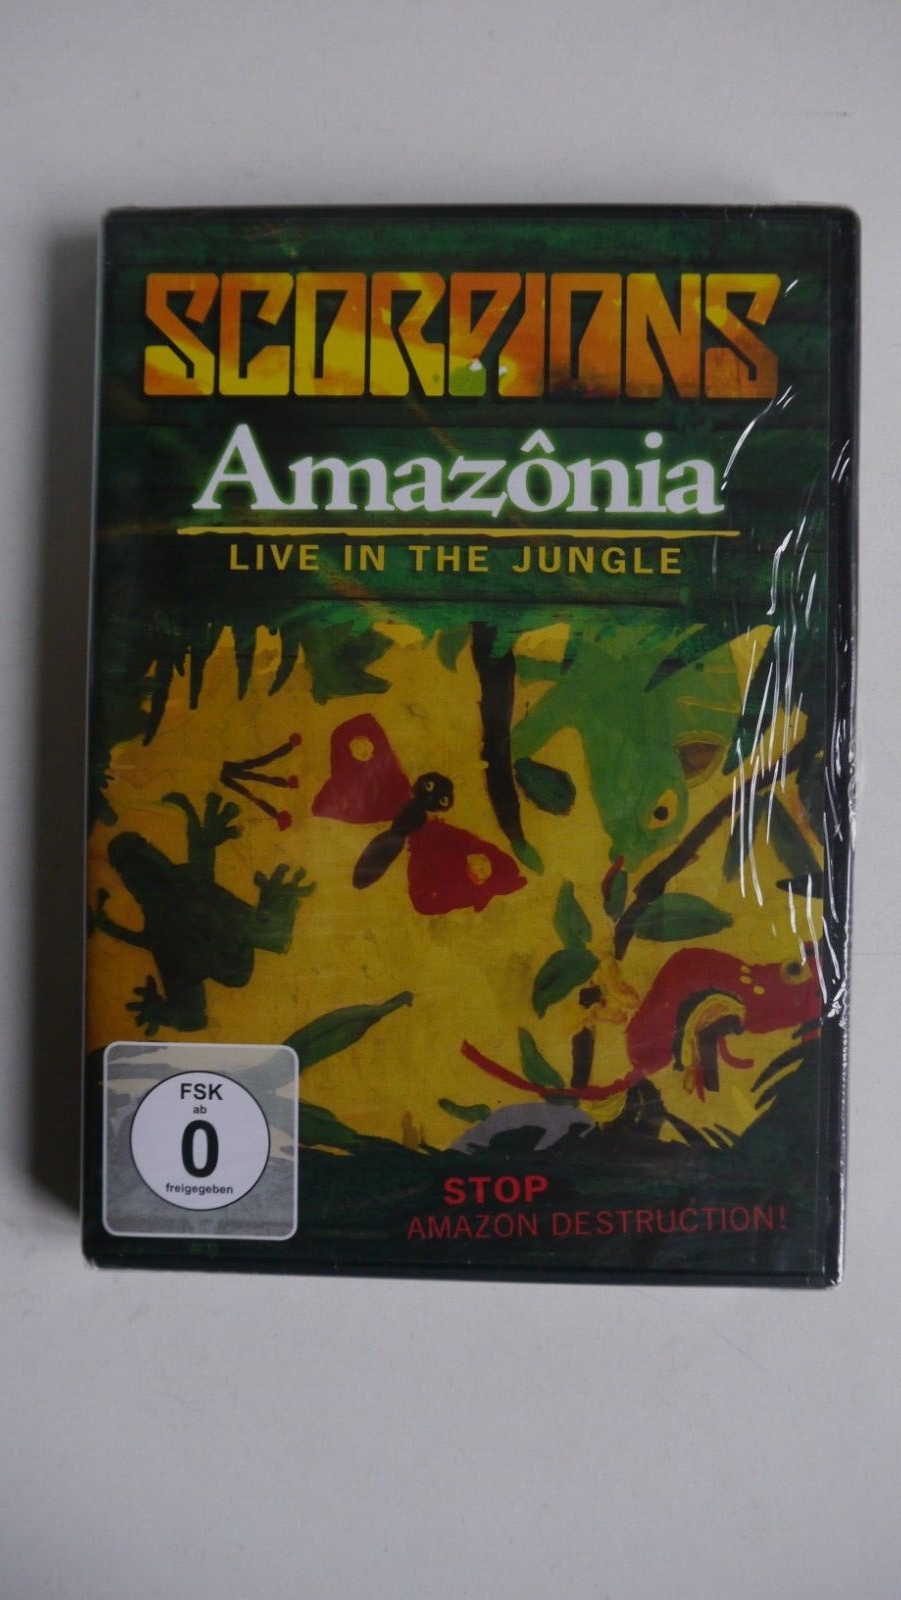 SCORPIONS
Amazônia
LIVE IN THE JUNGLE
FSK
ab
0
freigegeben
STOP
AMAZON DESTRUCTION!